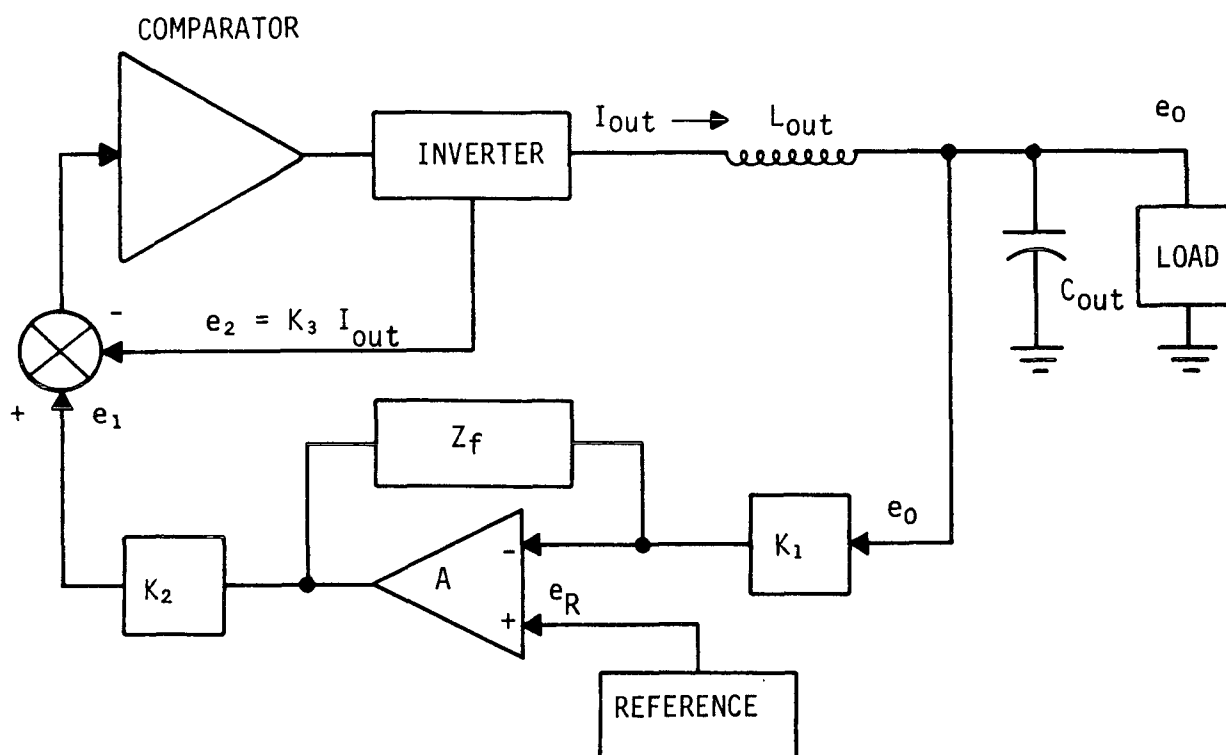 COMPARATOR
INVERTER
Iout
Lout
eo
Cout
LOAD
-
e2 = K3 Iout
+
e1
Zf
K2
A
-
+
eR
K1
eo
REFERENCE